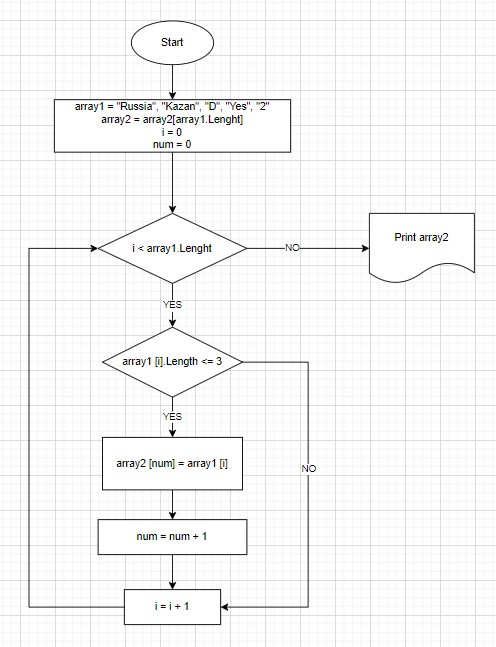 Start
array1 = "Russia", "Kazan", "D", "Yes", "2"
array2 = array2[array1.Lenght]
i = 0
num = 0
i < array1.Lenght
NO
Print array2
YES
array1 [i].Length <= 3
YES
array2 [num] = array1 [i]
NO
num = num + 1
i = i + 1